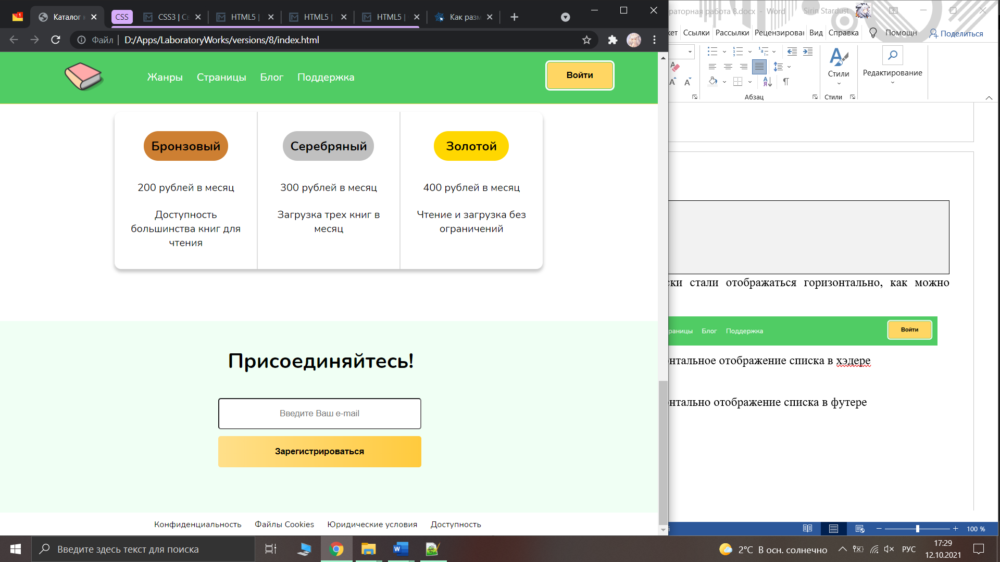 1
Каталог
CSS
CSS3 |
HTML5 |
HTML5 |
HTML5 |
Как
Файл
D:/Apps/LaboratoryWorks/versions/8/index.html
Жанры
Страницы
Блог
Поддержка
Войти
Бронзовый
Серебряный
Золотой
200 рублей в месяц
300 рублей в месяц
400 рублей в месяц
Доступность
большинства книг для
чтения
Загрузка трех книг в
месяц
Чтение и загрузка без
ограничений
Присоединяйтесь!
Введите Ваш e-mail
Зарегистрироваться
Конфиденциальность
Файлы Cookies
Юридические условия
Доступность
раторная работа 8.docx - Word
Sirin Stardust
кет
Ссылки
Рассылки
Рецензирован
Вид
Справка
Помощн
Поделиться
Стили
Редактирование
Абзац
Стили
ски стали отображаться горизонтально, как можно
раницы
Блог
Поддержка
Войти
онтальное отображение списка в хэдере
онтально отображение списка в футере
100 %
Введите здесь текст для поиска
2°C В осн. солнечно
РУС
17:29
12.10.2021